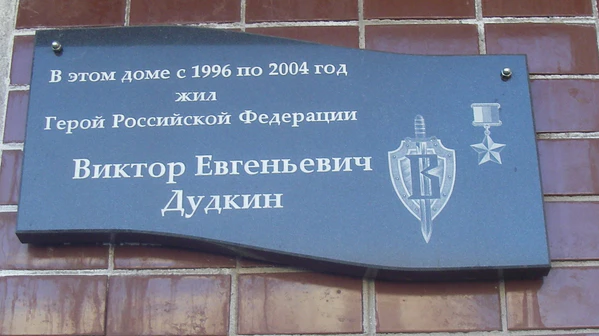 В этом доме с 1996 по 2004 год
жил
Герой Российской Федерации
Виктор Евгеньевич
Дудкин
В